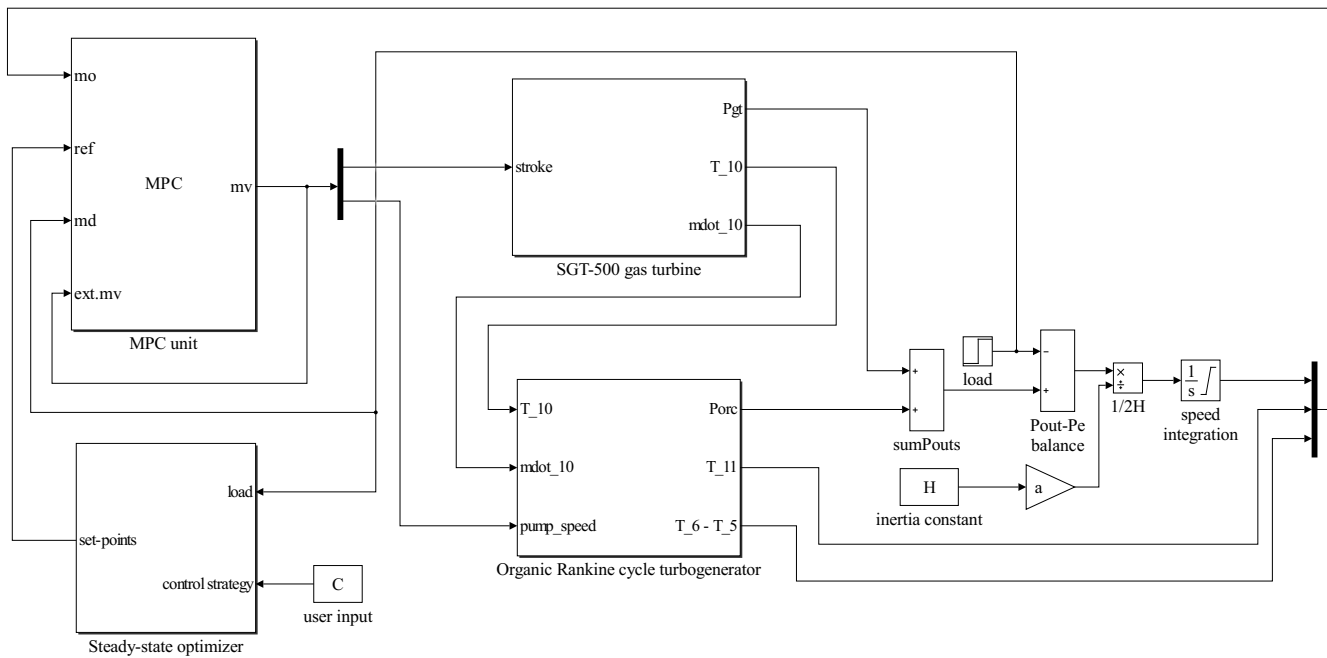 mo
ref
MPC
mv
md
ext.mv
MPC unit
Pgt
stroke
T_10
mdot_10
SGT-500 gas turbine
T_10
Porc
mdot_10
T_11
pump_speed
T_6 - T_5
Organic Rankine cycle turbogenerator
load
set-points
control strategy
Steady-state optimizer
C
user input
+
+
sumPouts
load
−
+
Pout-Pe
balance
×
÷
1/2H
1
s
speed
integration
H
inertia constant
a